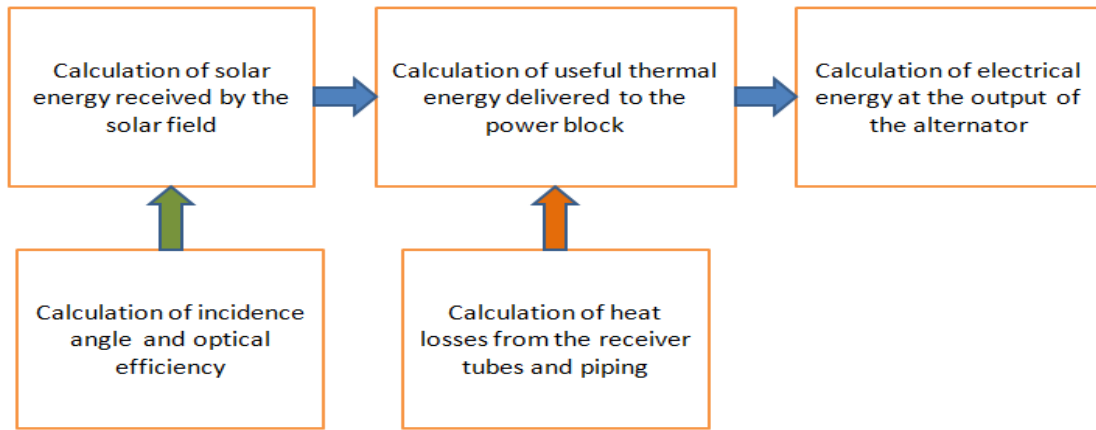 Calculation of solar
energy received by the
solar field
Calculation of useful thermal
energy delivered to the
power block
Calculation of electrical
energy at the output of
the alternator
Calculation of incidence
angle and optical
efficiency
Calculation of heat
losses from the receiver
tubes and piping